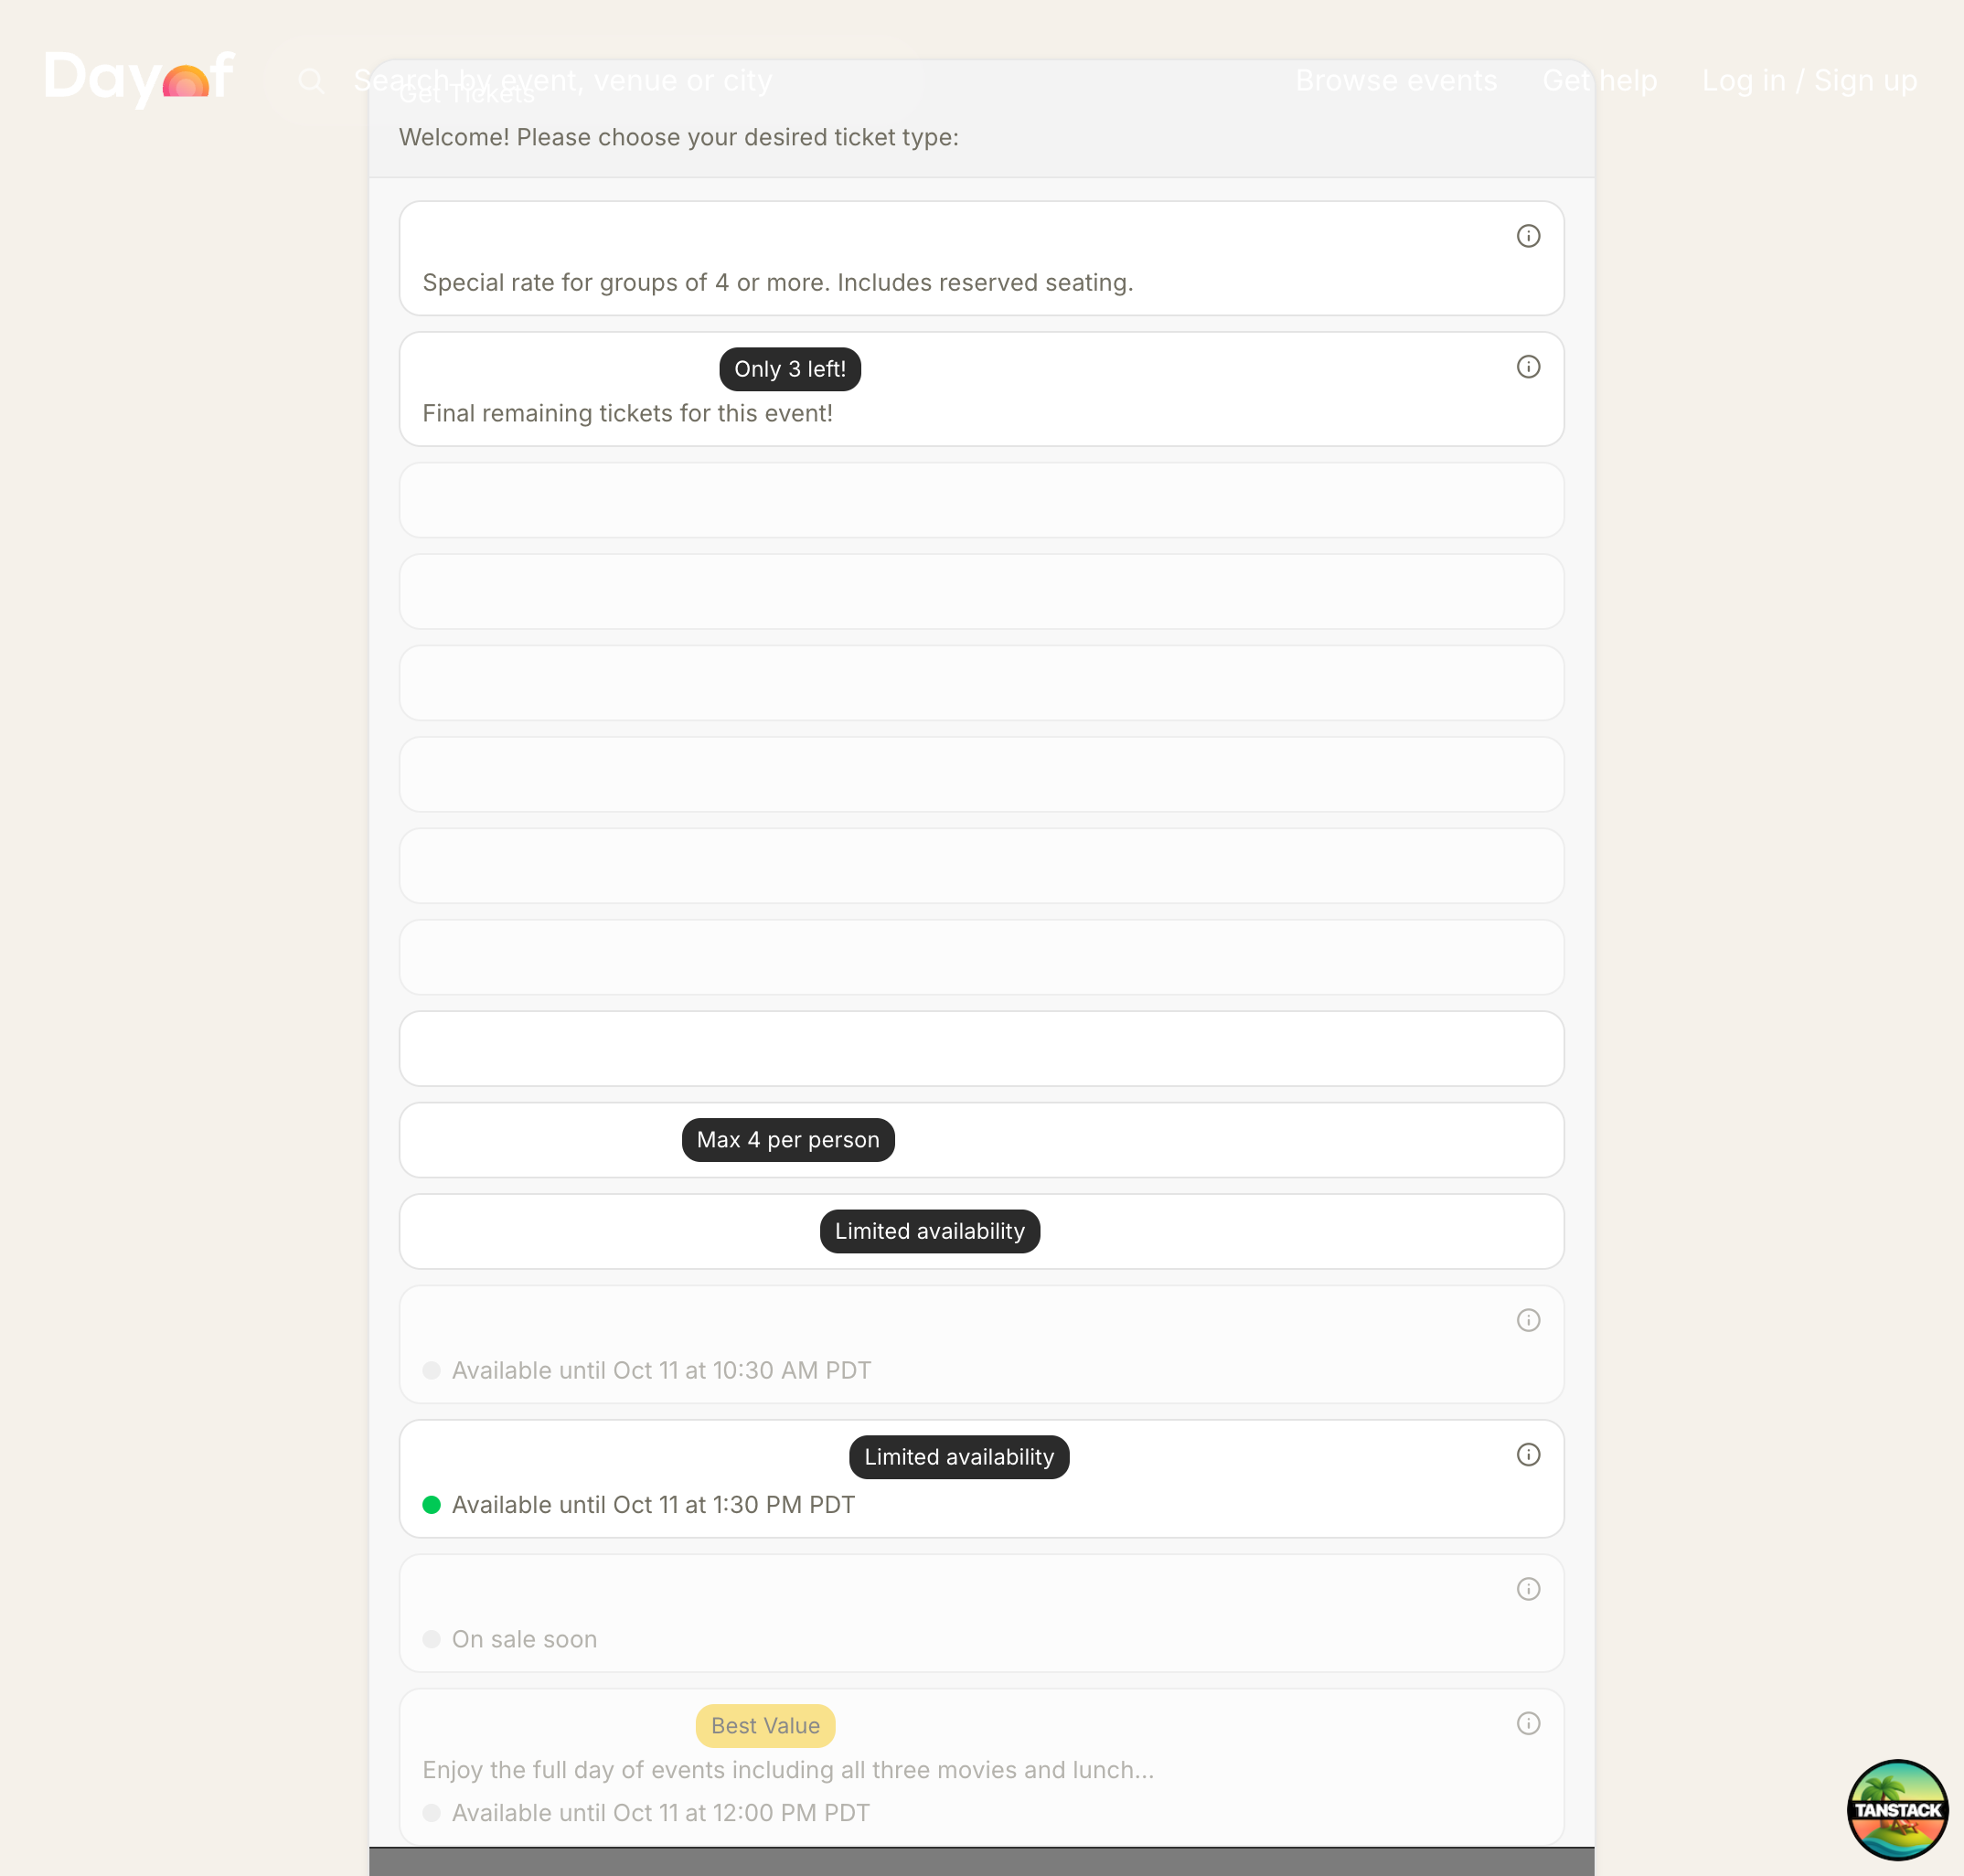 Dayof
Search by event, venue or city
Browse events
Get help
Log in / Sign up
Get Tickets
Welcome! Please choose your desired ticket type:
Special rate for groups of 4 or more. Includes reserved seating.
Only 3 left!
Final remaining tickets for this event!
Max 4 per person
Limited availability
Available until Oct 11 at 10:30 AM PDT
Limited availability
Available until Oct 11 at 1:30 PM PDT
On sale soon
Best Value
Enjoy the full day of events including all three movies and lunch...
Available until Oct 11 at 12:00 PM PDT
TANSTACK